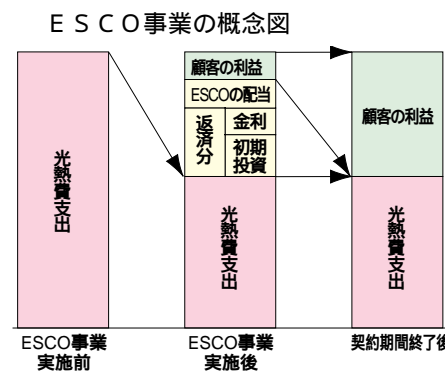 ＥＳＣＯ事業の概念図
光熱費支出
顧客の利益
ESCOの配当
返済分
金利
初期
投資
光熱費支出
顧客の利益
光熱費支出
ESCO事業
実施前
ESCO事業
実施後
契約期間終了後